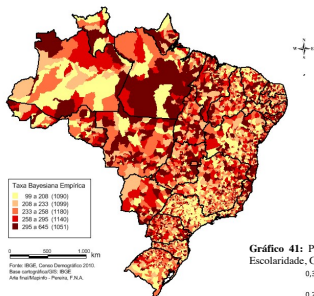 N
Taxa Bayesiana Empírica
99 a 208 (1090)
208 a 233 (1099)
233 a 258 (1180)
258 a 295 (1140)
295 a 645 (1051)
0 500 1.000
km
Fonte: IBGE, Censo Demográfico 2010.
Base cartográfica/GIS: IBGE
Arte final/Mapinfo - Pereira, F.N.A.
Gráfico 41: P
Escolaridade, C
0,3